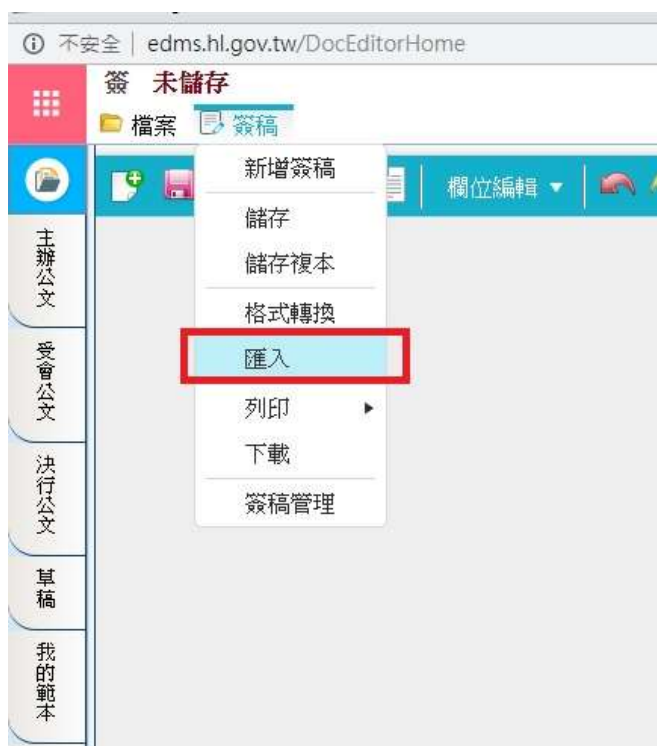 不安全 | edms.hl.gov.tw/DocEditorHome
簽 未儲存
檔案 簽稿
新增簽稿
欄位編輯
儲存
儲存複本
格式轉換
匯入
列印
下載
簽稿管理
主辦公文
受會公文
決行公文
草稿
我的範本